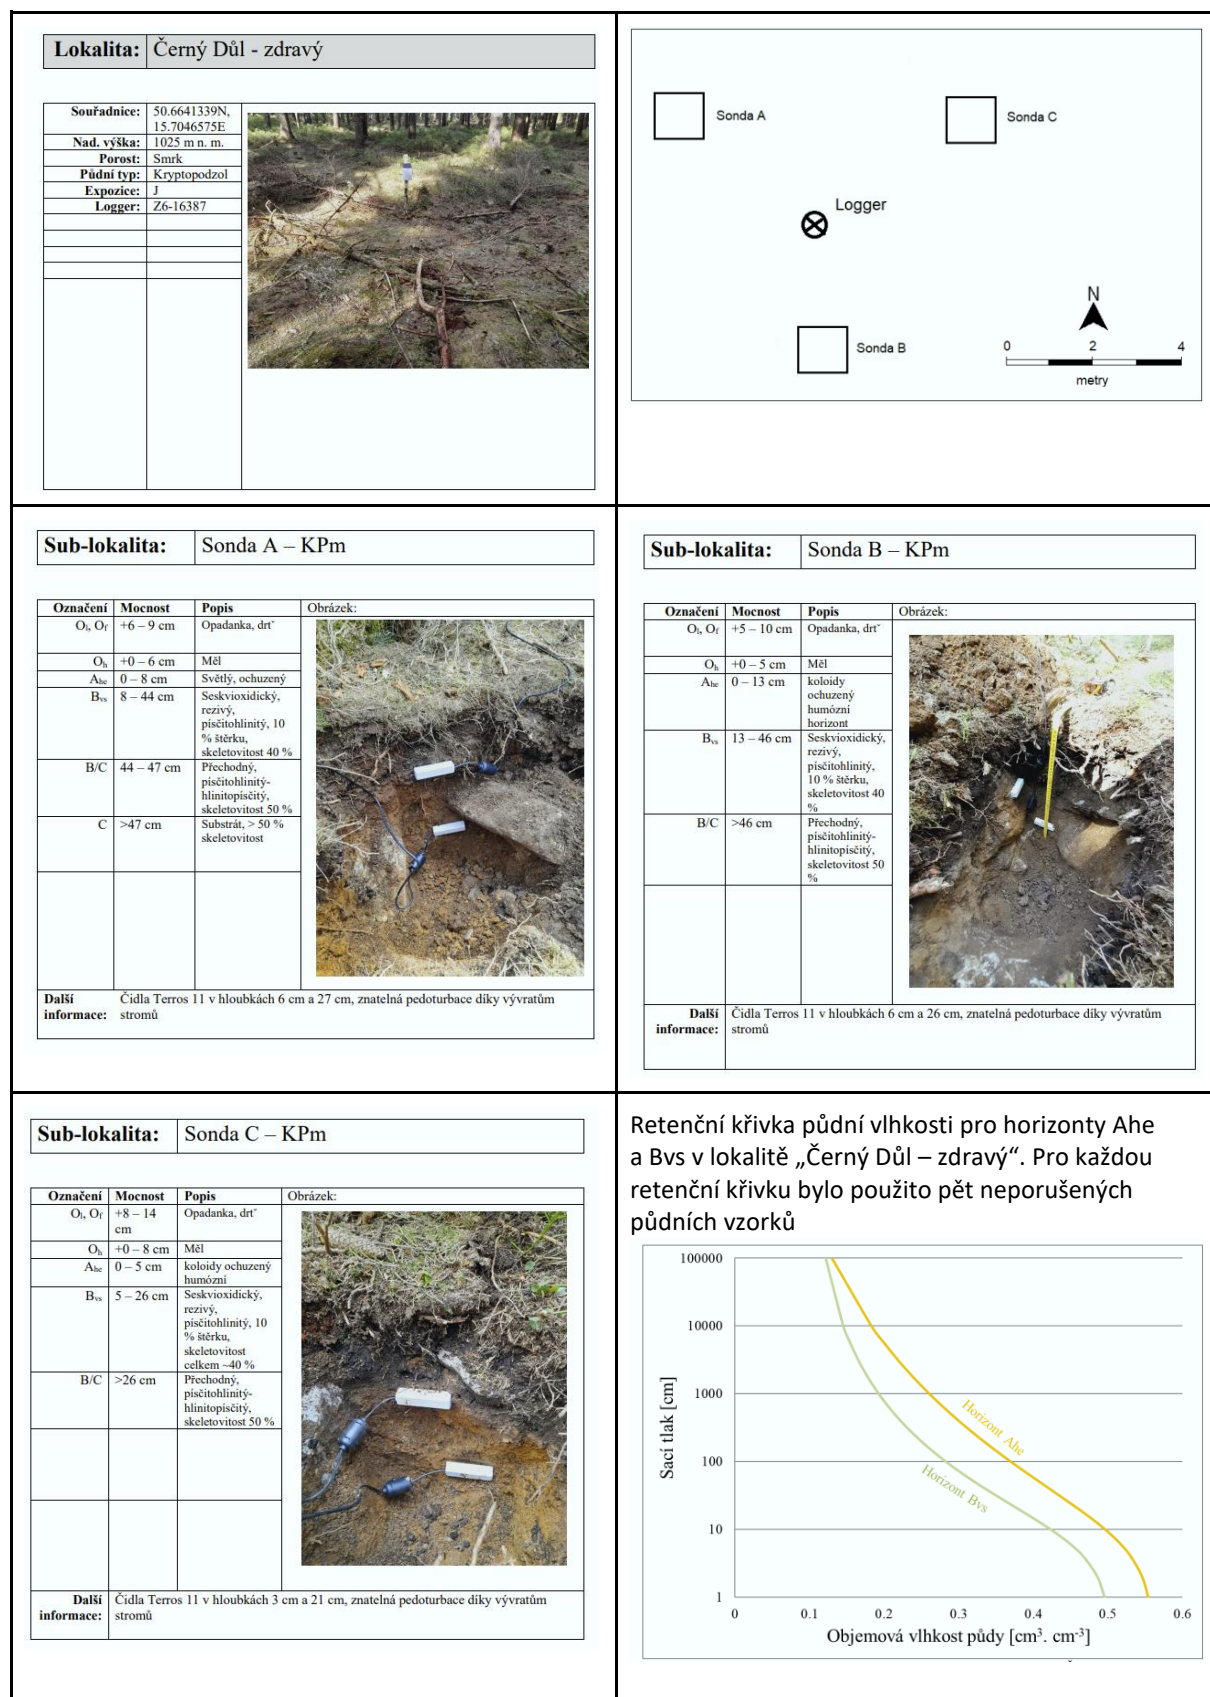 Lokalita: Černý Důl - zdravý
Souřadnice: 50.6641339N,
15.7046575E
Nad. výška: 1025 m n. m.
Porost: Smrk
Půdní typ: Kryptopodzol
Expozice: J
Logger: Z6-16387
Sonda A
Sonda C
Logger
Sonda B
N
0 2 4
metry
Sub-lokalita: Sonda A – KPm
Označení Mocnost Popis Obrázek:
Oₗ, O_f +6 – 9 cm Opadanka, drtˇ
Oₕ +0 – 6 cm Měl
Aₕₑ 0 – 8 cm Světlý, ochuzený
Bᵥₛ 8 – 44 cm Seskvioxidický,
rezivý,
písčitohlinitý, 10
% štěrku,
skeletovitost 40 %
B/C 44 – 47 cm Přechodný,
písčitohlinitý-
hlinitopísčitý,
skeletovitost 50 %
C >47 cm Substrát, > 50 %
skeletovitost
Další Čidla Terros 11 v hloubkách 6 cm a 27 cm, znatelná pedoturbace díky vývratům
informace: stromů
Sub-lokalita: Sonda B – KPm
Označení Mocnost Popis Obrázek:
Oₗ, O_f +5 – 10 cm Opadanka, drtˇ
Oₕ +0 – 5 cm Měl
Aₕₑ 0 – 13 cm koloidy
ochuzený
humózní
horizont
Bᵥₛ 13 – 46 cm Seskvioxidický,
rezivý,
písčitohlinitý,
10 % štěrku,
skeletovitost 40
%
B/C >46 cm Přechodný,
písčitohlinitý-
hlinitopísčitý,
skeletovitost 50
%
Další Čidla Terros 11 v hloubkách 6 cm a 26 cm, znatelná pedoturbace díky vývratům
informace: stromů
Sub-lokalita: Sonda C – KPm
Označení Mocnost Popis Obrázek:
Oₗ, O_f +8 – 14 Opadanka, drtˇ
cm
Oₕ +0 – 8 cm Měl
Aₕₑ 0 – 5 cm koloidy ochuzený
humózní
Bᵥₛ 5 – 26 cm Seskvioxidický,
rezivý,
písčitohlinitý, 10
% štěrku,
skeletovitost
celkem ~40 %
B/C >26 cm Přechodný,
písčitohlinitý-
hlinitopísčitý,
skeletovitost 50 %
Další Čidla Terros 11 v hloubkách 3 cm a 21 cm, znatelná pedoturbace díky vývratům
informace: stromů
Retenční křivka půdní vlhkosti pro horizonty Ahe
a Bvs v lokalitě „Černý Důl – zdravý“. Pro každou
retenční křivku bylo použito pět neporušených
půdních vzorků
100000
10000
1000
100
10
1
Sací tlak [cm]
Horizont Ahe
Horizont Bvs
0 0.1 0.2 0.3 0.4 0.5 0.6
Objemová vlhkost půdy [cm³. cm⁻³]